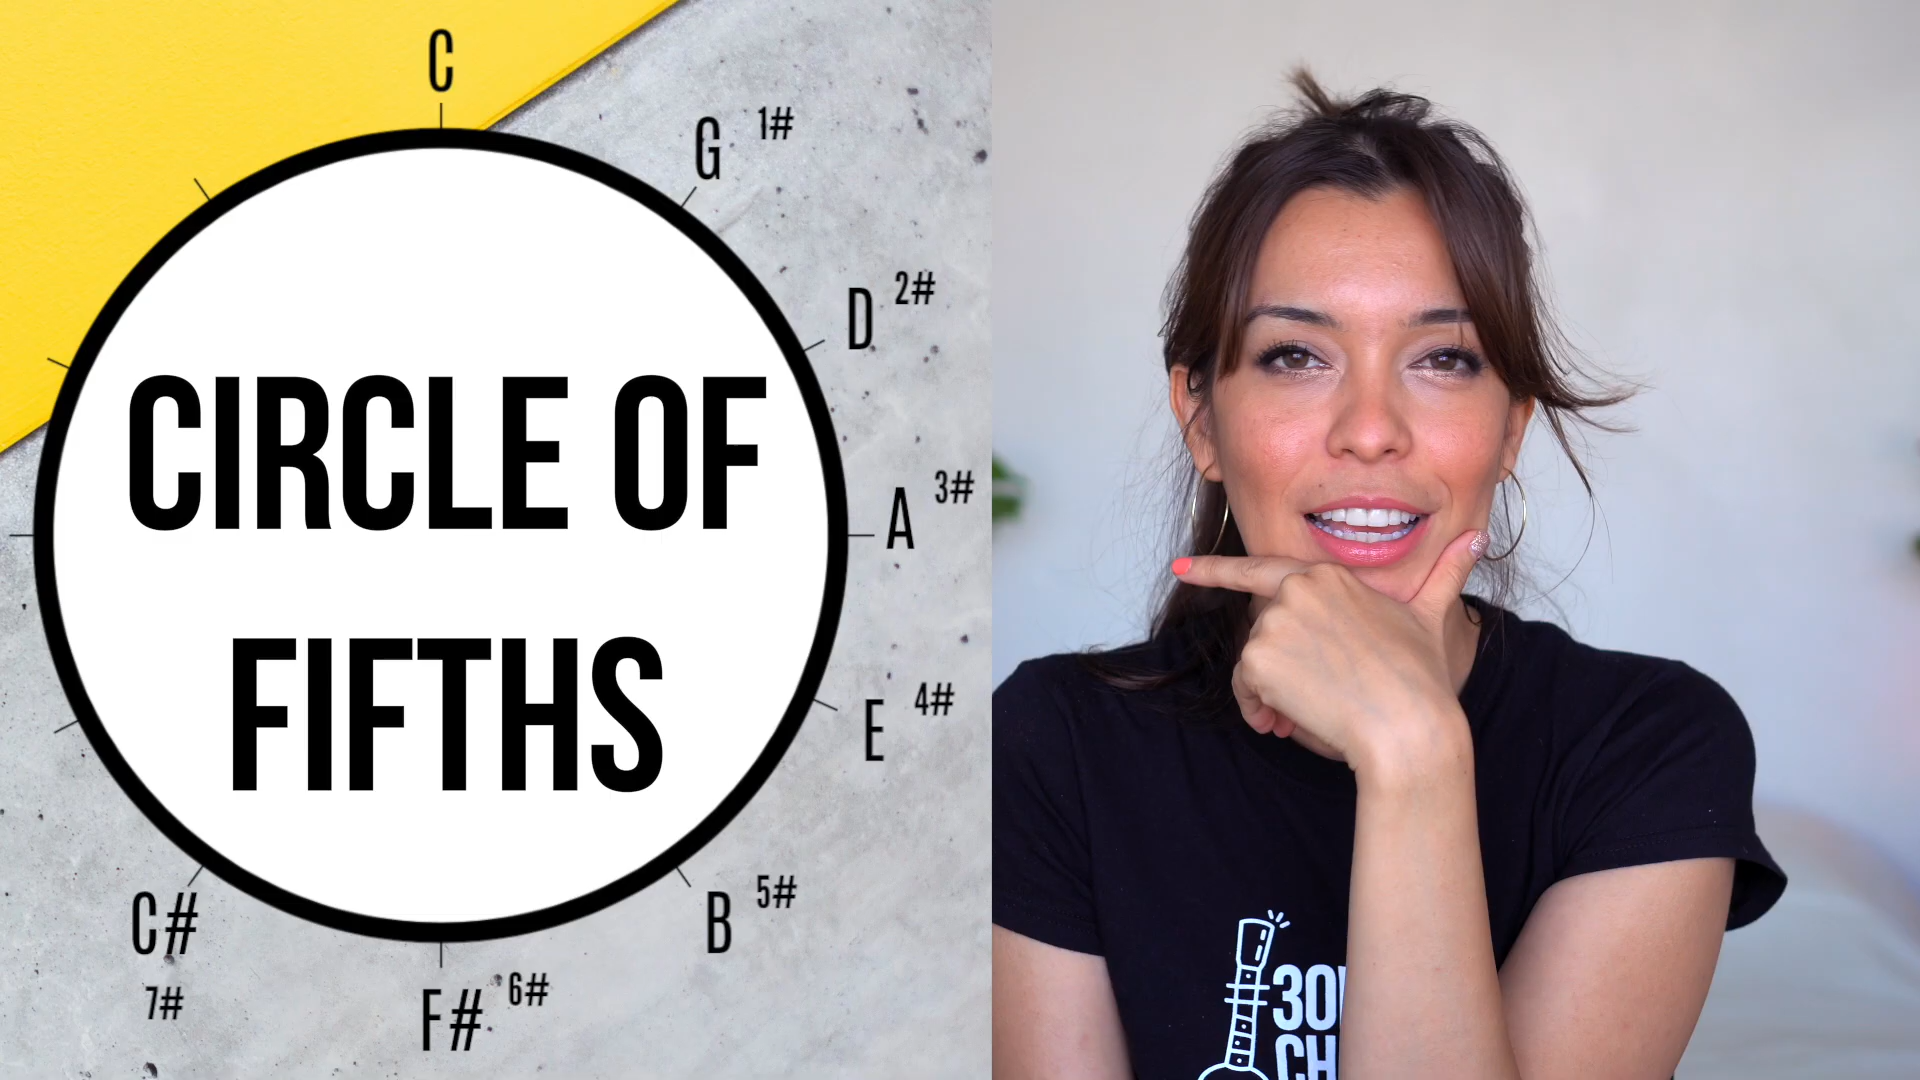 C
G 1#
D 2#
A 3#
E 4#
B 5#
F# 6#
C#
7#
CIRCLE OF
FIFTHS